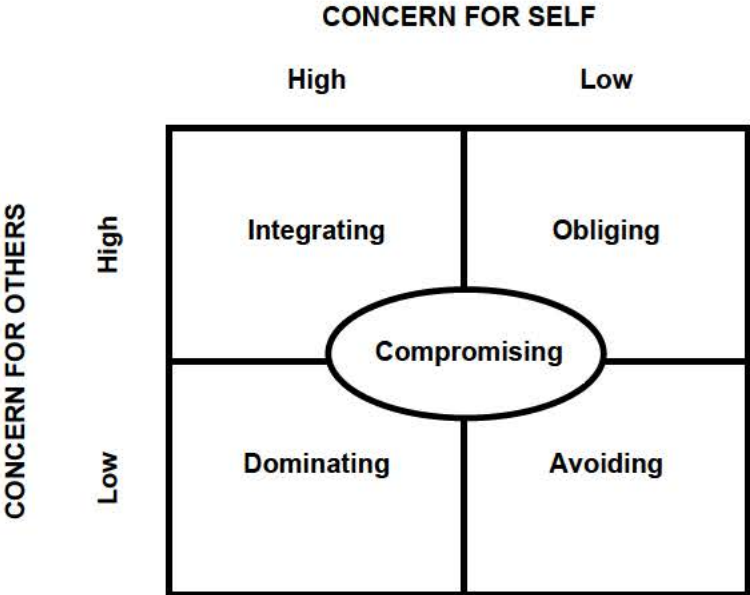 CONCERN FOR SELF
High Low
CONCERN FOR OTHERS
High
Integrating Obliging
Compromising
Low
Dominating Avoiding